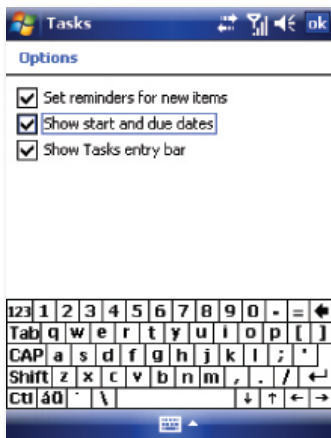 Tasks ok
Options
Set reminders for new items
Show start and due dates
Show Tasks entry bar
123 1 2 3 4 5 6 7 8 9 0 - =
Tab q w e r t y u i o p [ ]
CAP a s d f g h j k l ; '
Shift z x c v b n m , . /
Ctl áü ` \